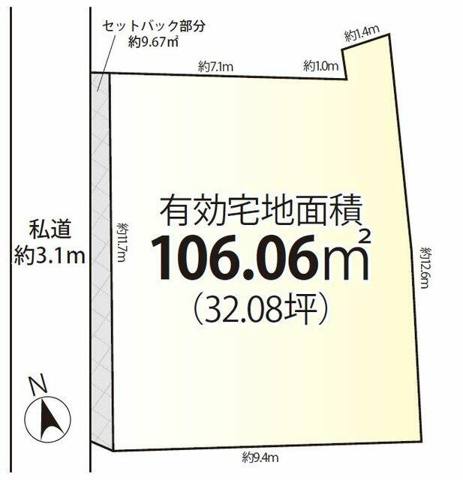 セットバック部分
約9.67㎡
約1.4m
約7.1m
約1.0m
有効宅地面積
106.06㎡
(32.08坪)
私道
約3.1m
約11.7m
約12.6m
N
約9.4m